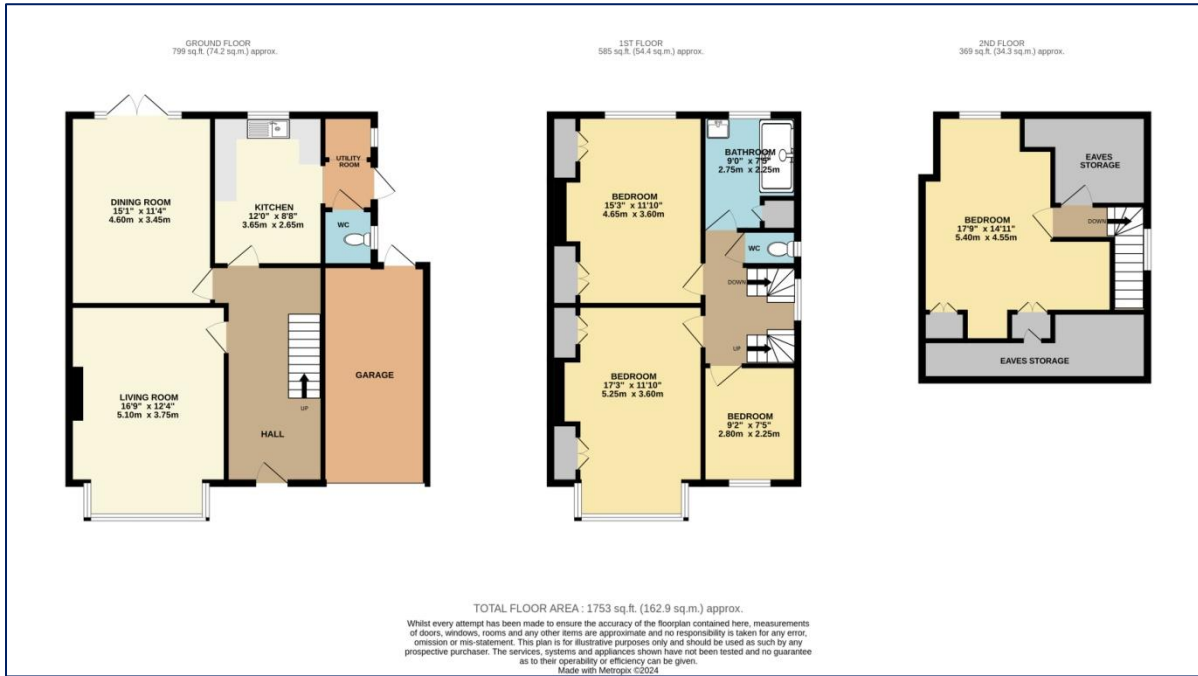 GROUND FLOOR
799 sq.ft. (74.2 sq.m.) approx.
1ST FLOOR
585 sq.ft. (54.4 sq.m.) approx.
2ND FLOOR
369 sq.ft. (34.3 sq.m.) approx.
DINING ROOM
15'1" x 11'4"
4.60m x 3.45m
KITCHEN
12'0" x 8'8"
3.65m x 2.65m
UTILITY
ROOM
WC
LIVING ROOM
16'9" x 12'4"
5.10m x 3.75m
HALL
UP
GARAGE
BEDROOM
15'3" x 11'10"
4.65m x 3.60m
BATHROOM
9'0" x 7'5"
2.75m x 2.25m
WC
DOWN
UP
BEDROOM
17'3" x 11'10"
5.25m x 3.60m
BEDROOM
9'2" x 7'5"
2.80m x 2.25m
EAVES
STORAGE
BEDROOM
17'9" x 14'11"
5.40m x 4.55m
DOWN
EAVES STORAGE
TOTAL FLOOR AREA : 1753 sq.ft. (162.9 sq.m.) approx.
Whilst every attempt has been made to ensure the accuracy of the floorplan contained here, measurements
of doors, windows, rooms and any other items are approximate and no responsibility is taken for any error,
omission or mis-statement. This plan is for illustrative purposes only and should be used as such by any
prospective purchaser. The services, systems and appliances shown have not been tested and no guarantee
as to their operability or efficiency can be given.
Made with Metropix ©2024